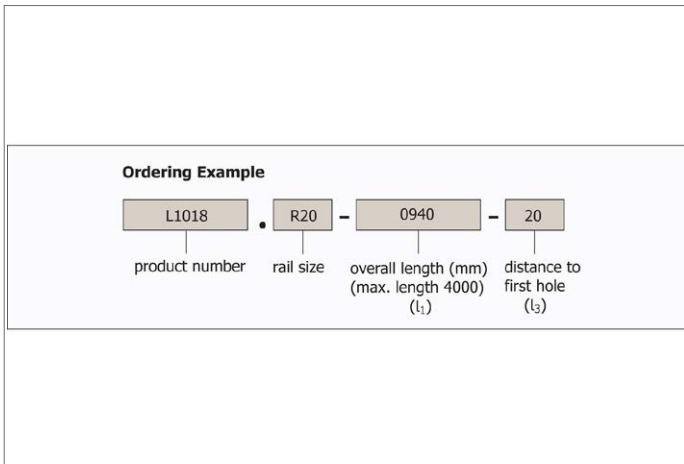 Ordering Example
L1018 . R20 - 0940 - 20
product number rail size overall length (mm) distance to
(max. length 4000) first hole
(l₁) (l₃)